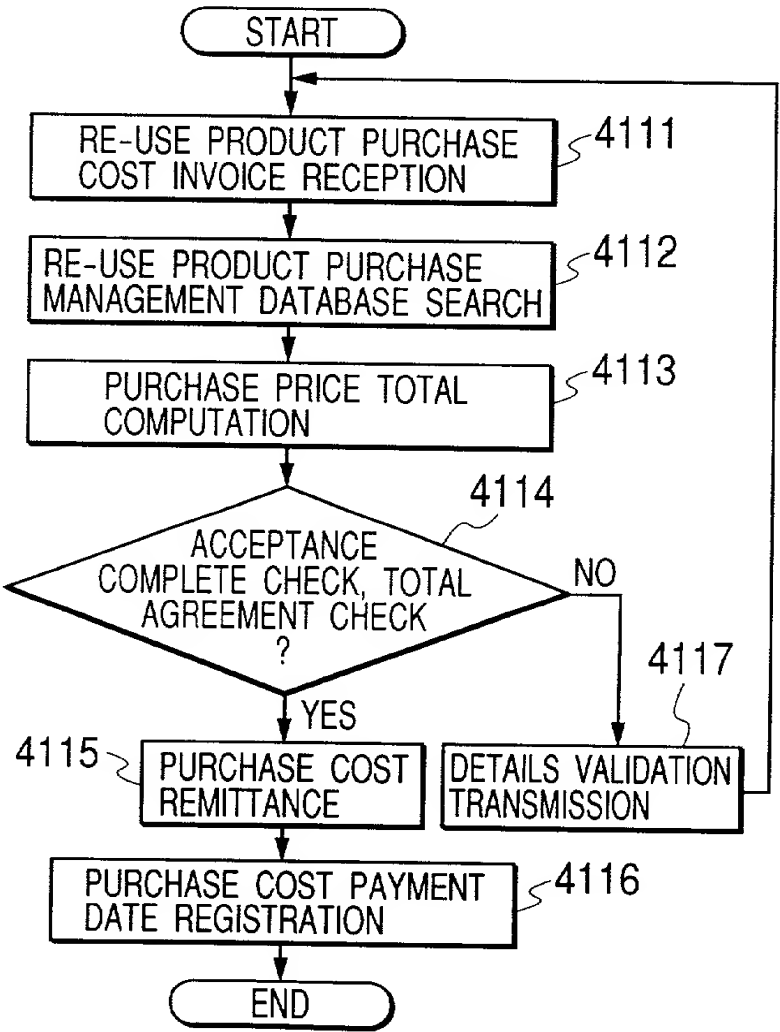 START
RE-USE PRODUCT PURCHASE
COST INVOICE RECEPTION
4111
RE-USE PRODUCT PURCHASE
MANAGEMENT DATABASE SEARCH
4112
PURCHASE PRICE TOTAL
COMPUTATION
4113
4114
ACCEPTANCE
COMPLETE CHECK, TOTAL
AGREEMENT CHECK
?
NO
YES
4117
4115
PURCHASE COST
REMITTANCE
DETAILS VALIDATION
TRANSMISSION
PURCHASE COST PAYMENT
DATE REGISTRATION
4116
END